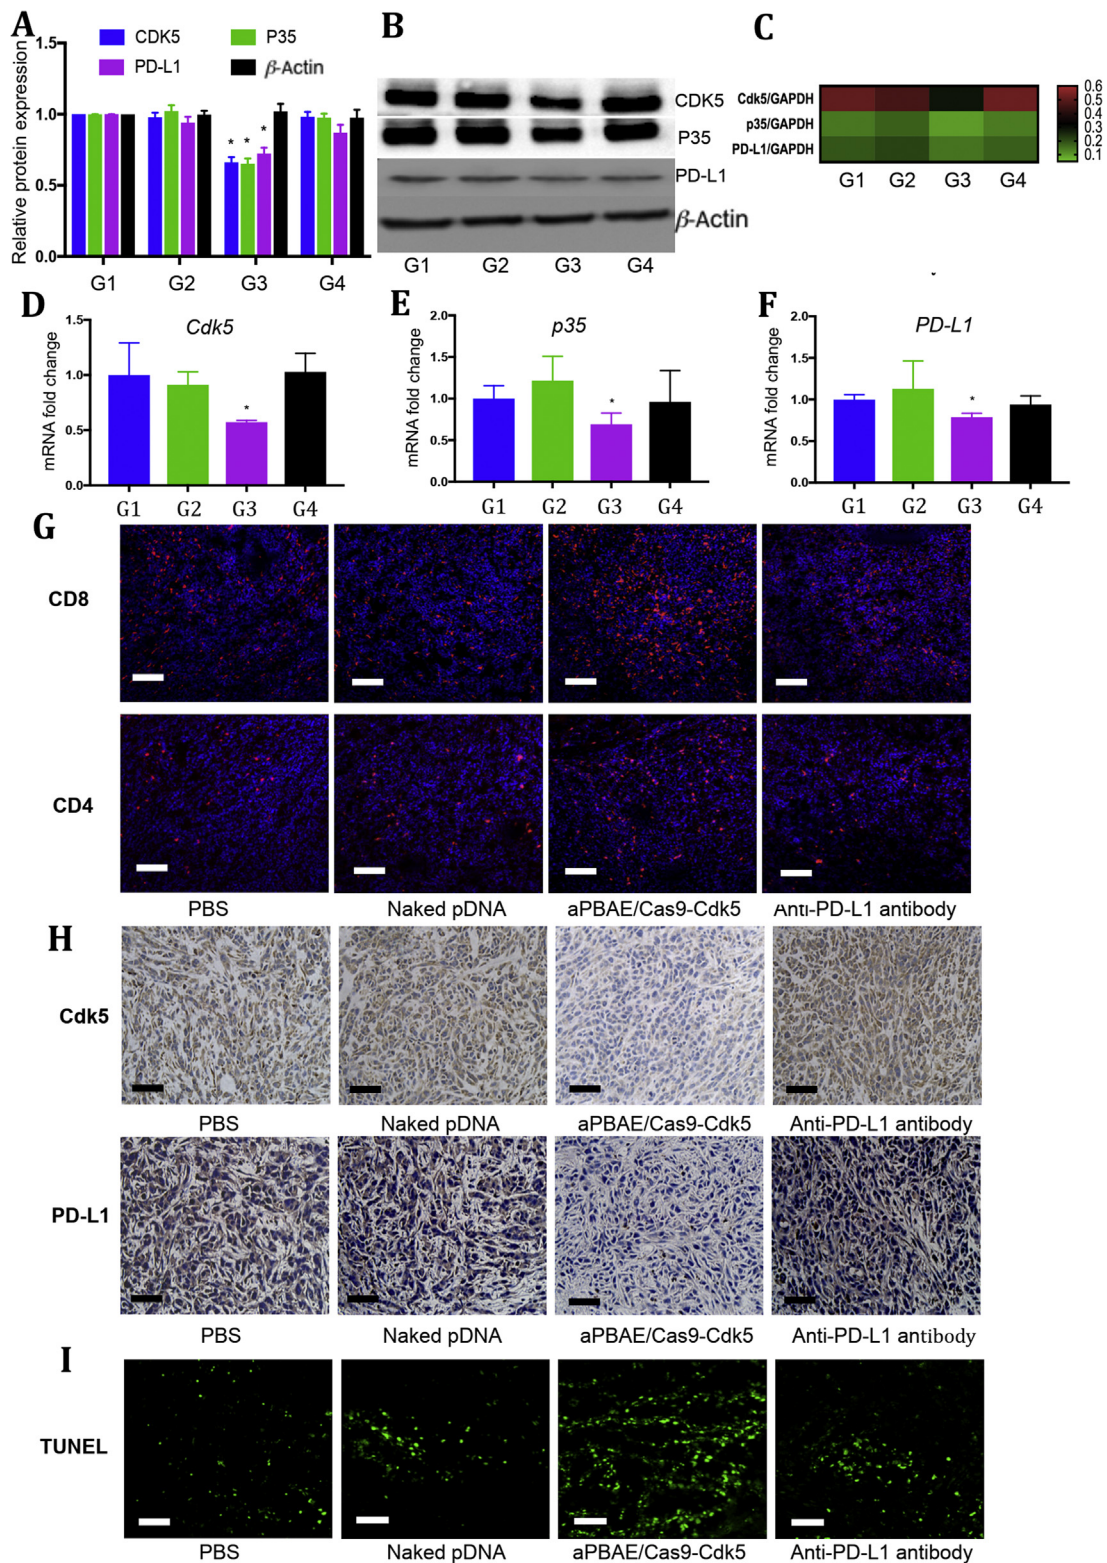 A
Relative protein expression
1.5
1.0
0.5
0.0
CDK5
P35
PD-L1
β-Actin
G1 G2 G3 G4
* * *
B
CDK5
P35
PD-L1
β-Actin
G1 G2 G3 G4
C
Cdk5/GAPDH
p35/GAPDH
PD-L1/GAPDH
G1 G2 G3 G4
0.6
0.5
0.4
0.3
0.2
0.1
D
Cdk5
mRNA fold change
1.5
1.0
0.5
0.0
*
G1 G2 G3 G4
E
p35
mRNA fold change
2.0
1.5
1.0
0.5
0.0
*
G1 G2 G3 G4
F
PD-L1
mRNA fold change
2.0
1.5
1.0
0.5
0.0
*
G1 G2 G3 G4
G
CD8
CD4
PBS Naked pDNA aPBAE/Cas9-Cdk5 Anti-PD-L1 antibody
H
Cdk5
PBS Naked pDNA aPBAE/Cas9-Cdk5 Anti-PD-L1 antibody
PD-L1
PBS Naked pDNA aPBAE/Cas9-Cdk5 Anti-PD-L1 antibody
I
TUNEL
PBS Naked pDNA aPBAE/Cas9-Cdk5 Anti-PD-L1 antibody